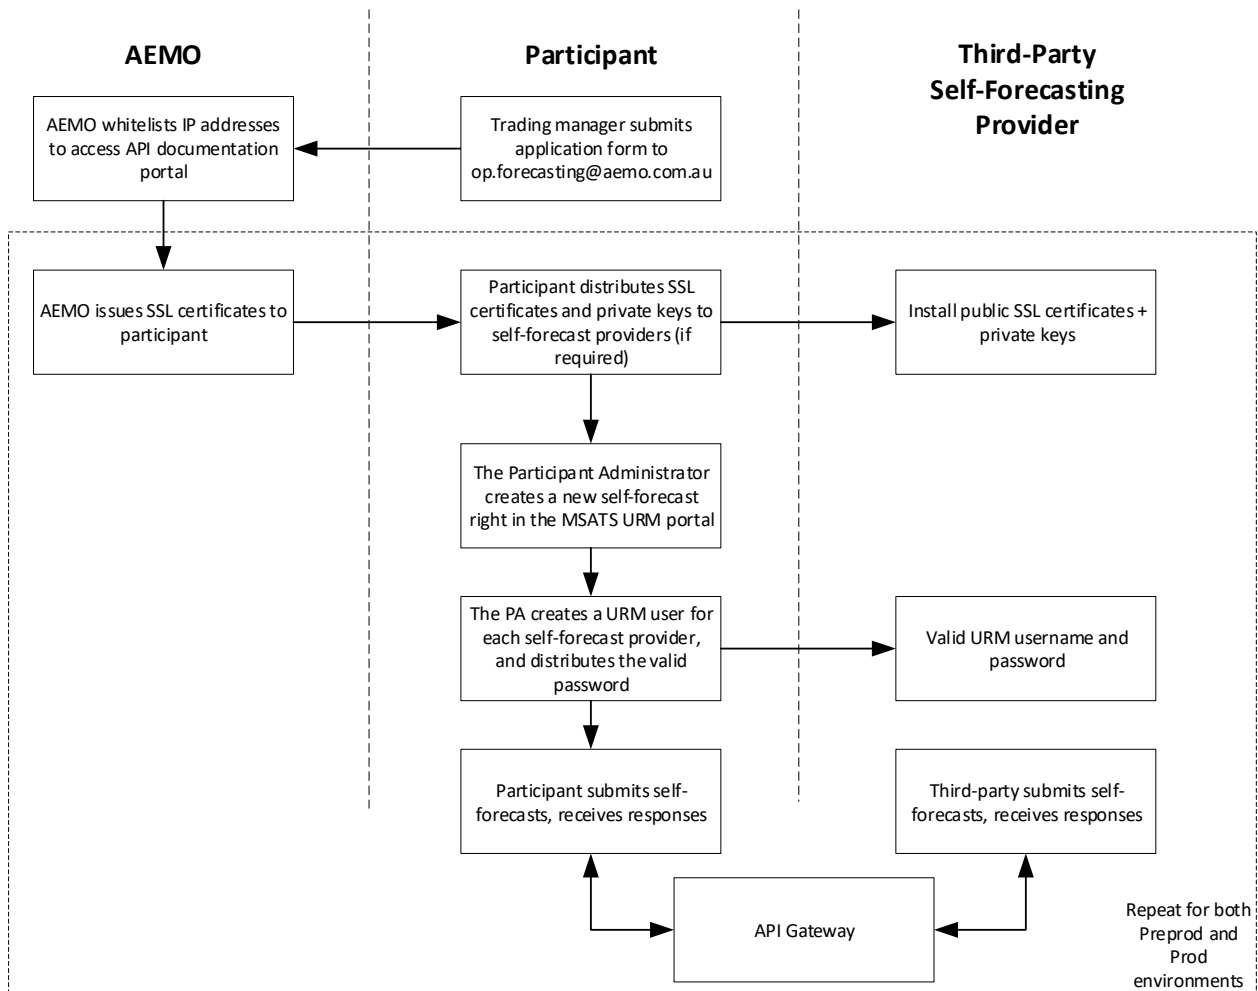 AEMO
Participant
Third-Party
Self-Forecasting
Provider
AEMO whitelists IP addresses
to access API documentation
portal
Trading manager submits
application form to
op.forecasting@aemo.com.au
AEMO issues SSL certificates to
participant
Participant distributes SSL
certificates and private keys to
self-forecast providers (if
required)
Install public SSL certificates +
private keys
The Participant Administrator
creates a new self-forecast
right in the MSATS URM portal
The PA creates a URM user for
each self-forecast provider,
and distributes the valid
password
Valid URM username and
password
Participant submits self-
forecasts, receives responses
Third-party submits self-
forecasts, receives responses
API Gateway
Repeat for both
Preprod and
Prod
environments